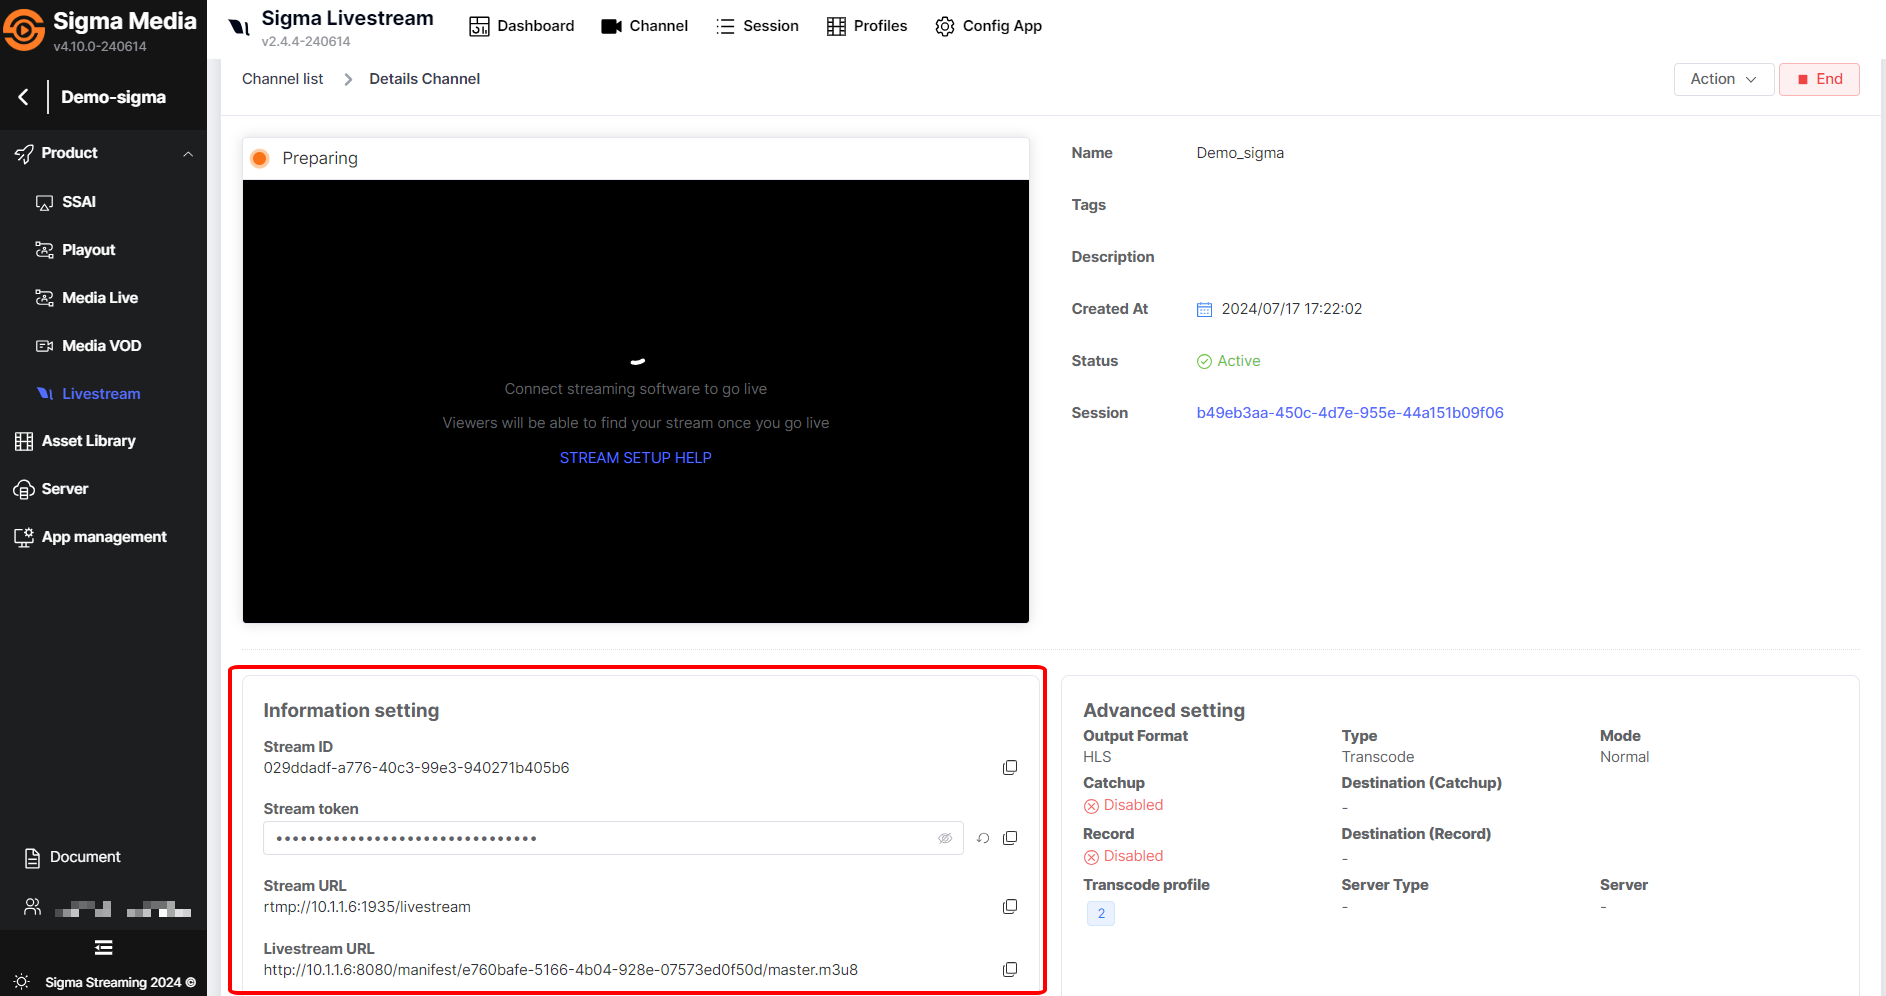 Sigma Media
v4.10.0-240614
Demo-sigma
Product
SSAI
Playout
Media Live
Media VOD
Livestream
Asset Library
Server
App management
Document
Sigma Streaming 2024 ©
Sigma Livestream
v2.4.4-240614
Dashboard
Channel
Session
Profiles
Config App
Channel list
Details Channel
Action
End
Preparing
Connect streaming software to go live
Viewers will be able to find your stream once you go live
STREAM SETUP HELP
Name
Demo_sigma
Tags
Description
Created At
2024/07/17 17:22:02
Status
Active
Session
b49eb3aa-450c-4d7e-955e-44a151b09f06
Information setting
Stream ID
029ddadf-a776-40c3-99e3-940271b405b6
Stream token
••••••••••••••••••••••••••••••••
Stream URL
rtmp://10.1.1.6:1935/livestream
Livestream URL
http://10.1.1.6:8080/manifest/e760bafe-5166-4b04-928e-07573ed0f50d/master.m3u8
Advanced setting
Output Format
HLS
Type
Transcode
Mode
Normal
Catchup
Disabled
Destination (Catchup)
-
Record
Disabled
Destination (Record)
-
Transcode profile
2
Server Type
-
Server
-